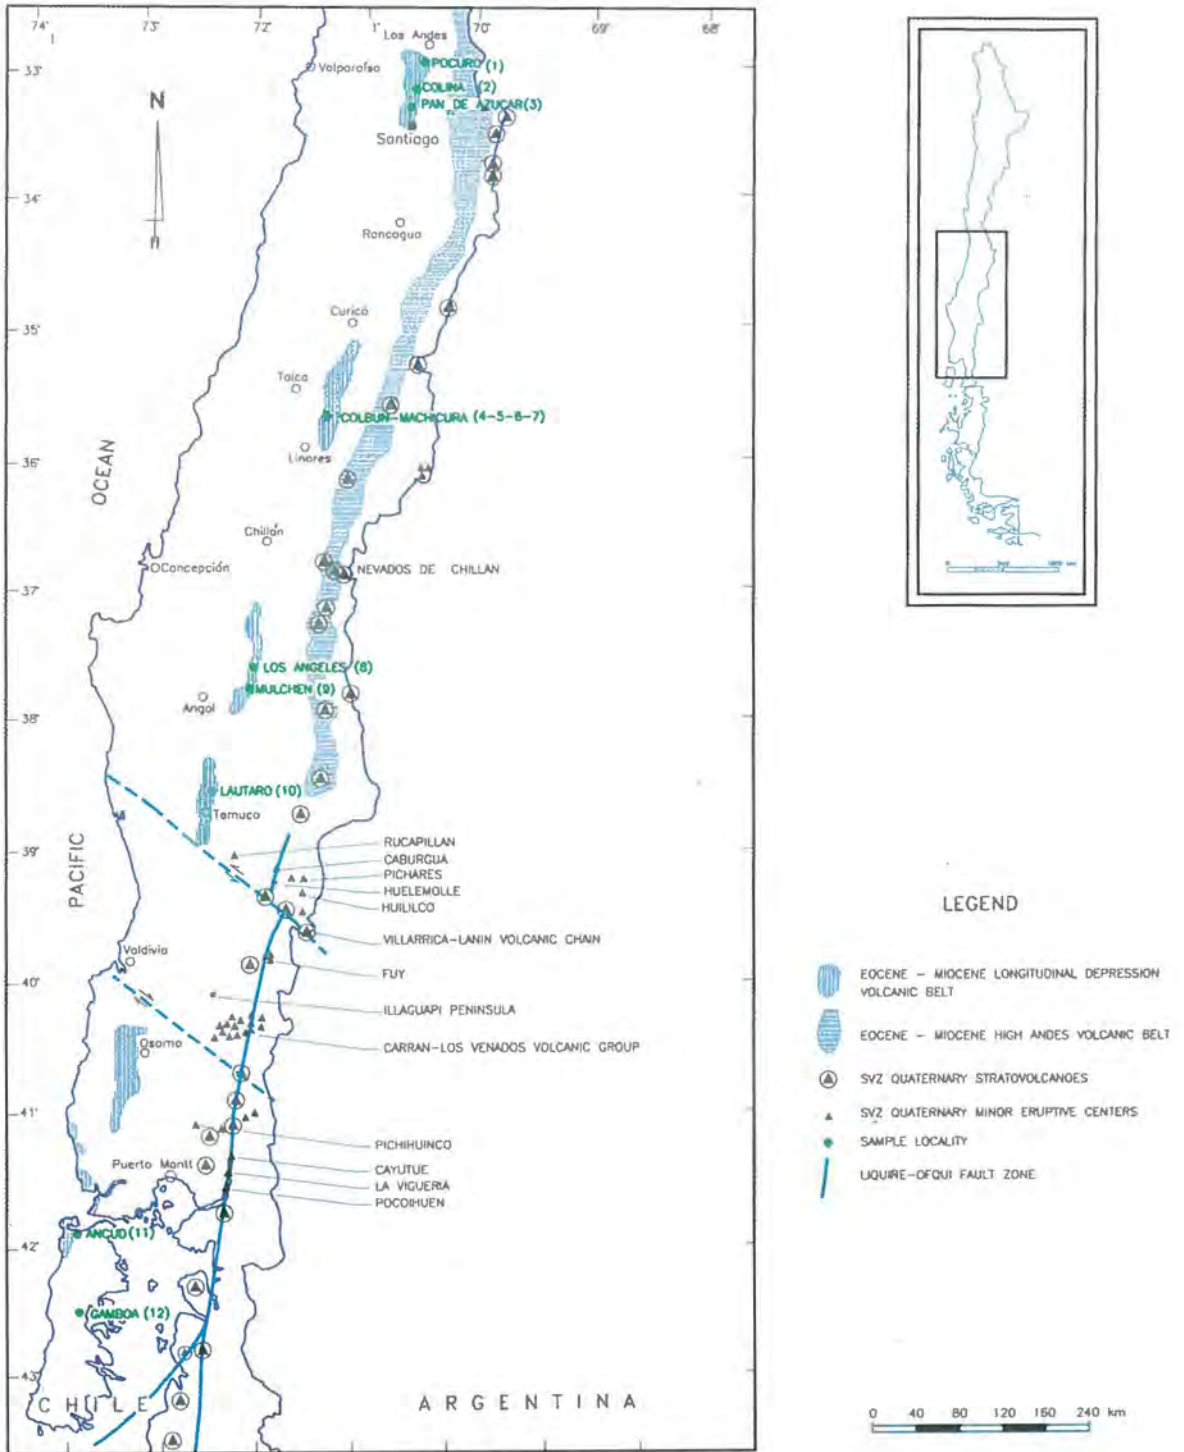 74' 73' 72' 71' 70' 69' 68'
Los Andes
33'
Valparaíso
POCURO (1)
COLINA (2)
PAN DE AZUCAR(3)
N
Santiago
34'
Rancagua
35'
Curicó
Talca
COLBUN-MACHICURA (4-5-6-7)
Linares
36'
OCEAN
Chillán
Concepción
NEVADOS DE CHILLAN
37'
LOS ANGELES (8)
MULCHEN (9)
Angol
38'
LAUTARO (10)
Temuco
PACIFIC
39'
RUCAPILLAN
CABURGUA
PICHARES
HUELEMOLLE
HUILILCO
VILLARRICA-LANIN VOLCANIC CHAIN
Valdivia
FUY
40'
ILLAGUAPI PENINSULA
CARRAN-LOS VENADOS VOLCANIC GROUP
Osorno
41'
PICHIHUINCO
Puerto Montt
CAYUTUE
LA VIGUERIA
POCOIHUEN
ANCUD (11)
42'
GAMBOA (12)
43'
CHILE
ARGENTINA
LEGEND
EOCENE - MIOCENE LONGITUDINAL DEPRESSION
VOLCANIC BELT
EOCENE - MIOCENE HIGH ANDES VOLCANIC BELT
SVZ QUATERNARY STRATOVOLCANOES
SVZ QUATERNARY MINOR ERUPTIVE CENTERS
SAMPLE LOCALITY
LIQUIRE-OFQUI FAULT ZONE
0 40 80 120 160 240 km